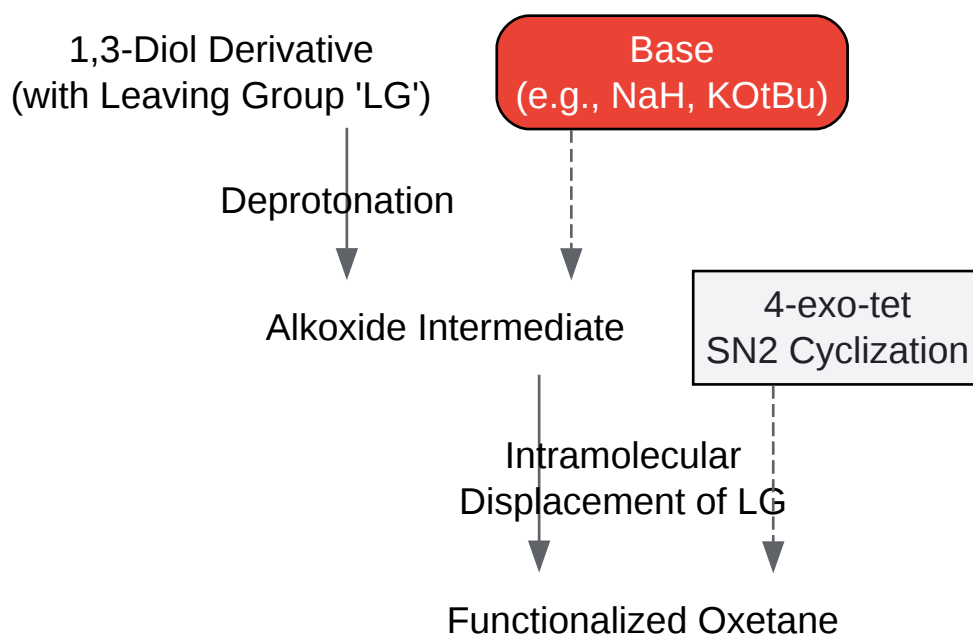 1,3-Diol Derivative
(with Leaving Group 'LG')
Base
(e.g., NaH, KOtBu)
Deprotonation
Alkoxide Intermediate
4-exo-tet
SN2 Cyclization
Intramolecular
Displacement of LG
Functionalized Oxetane